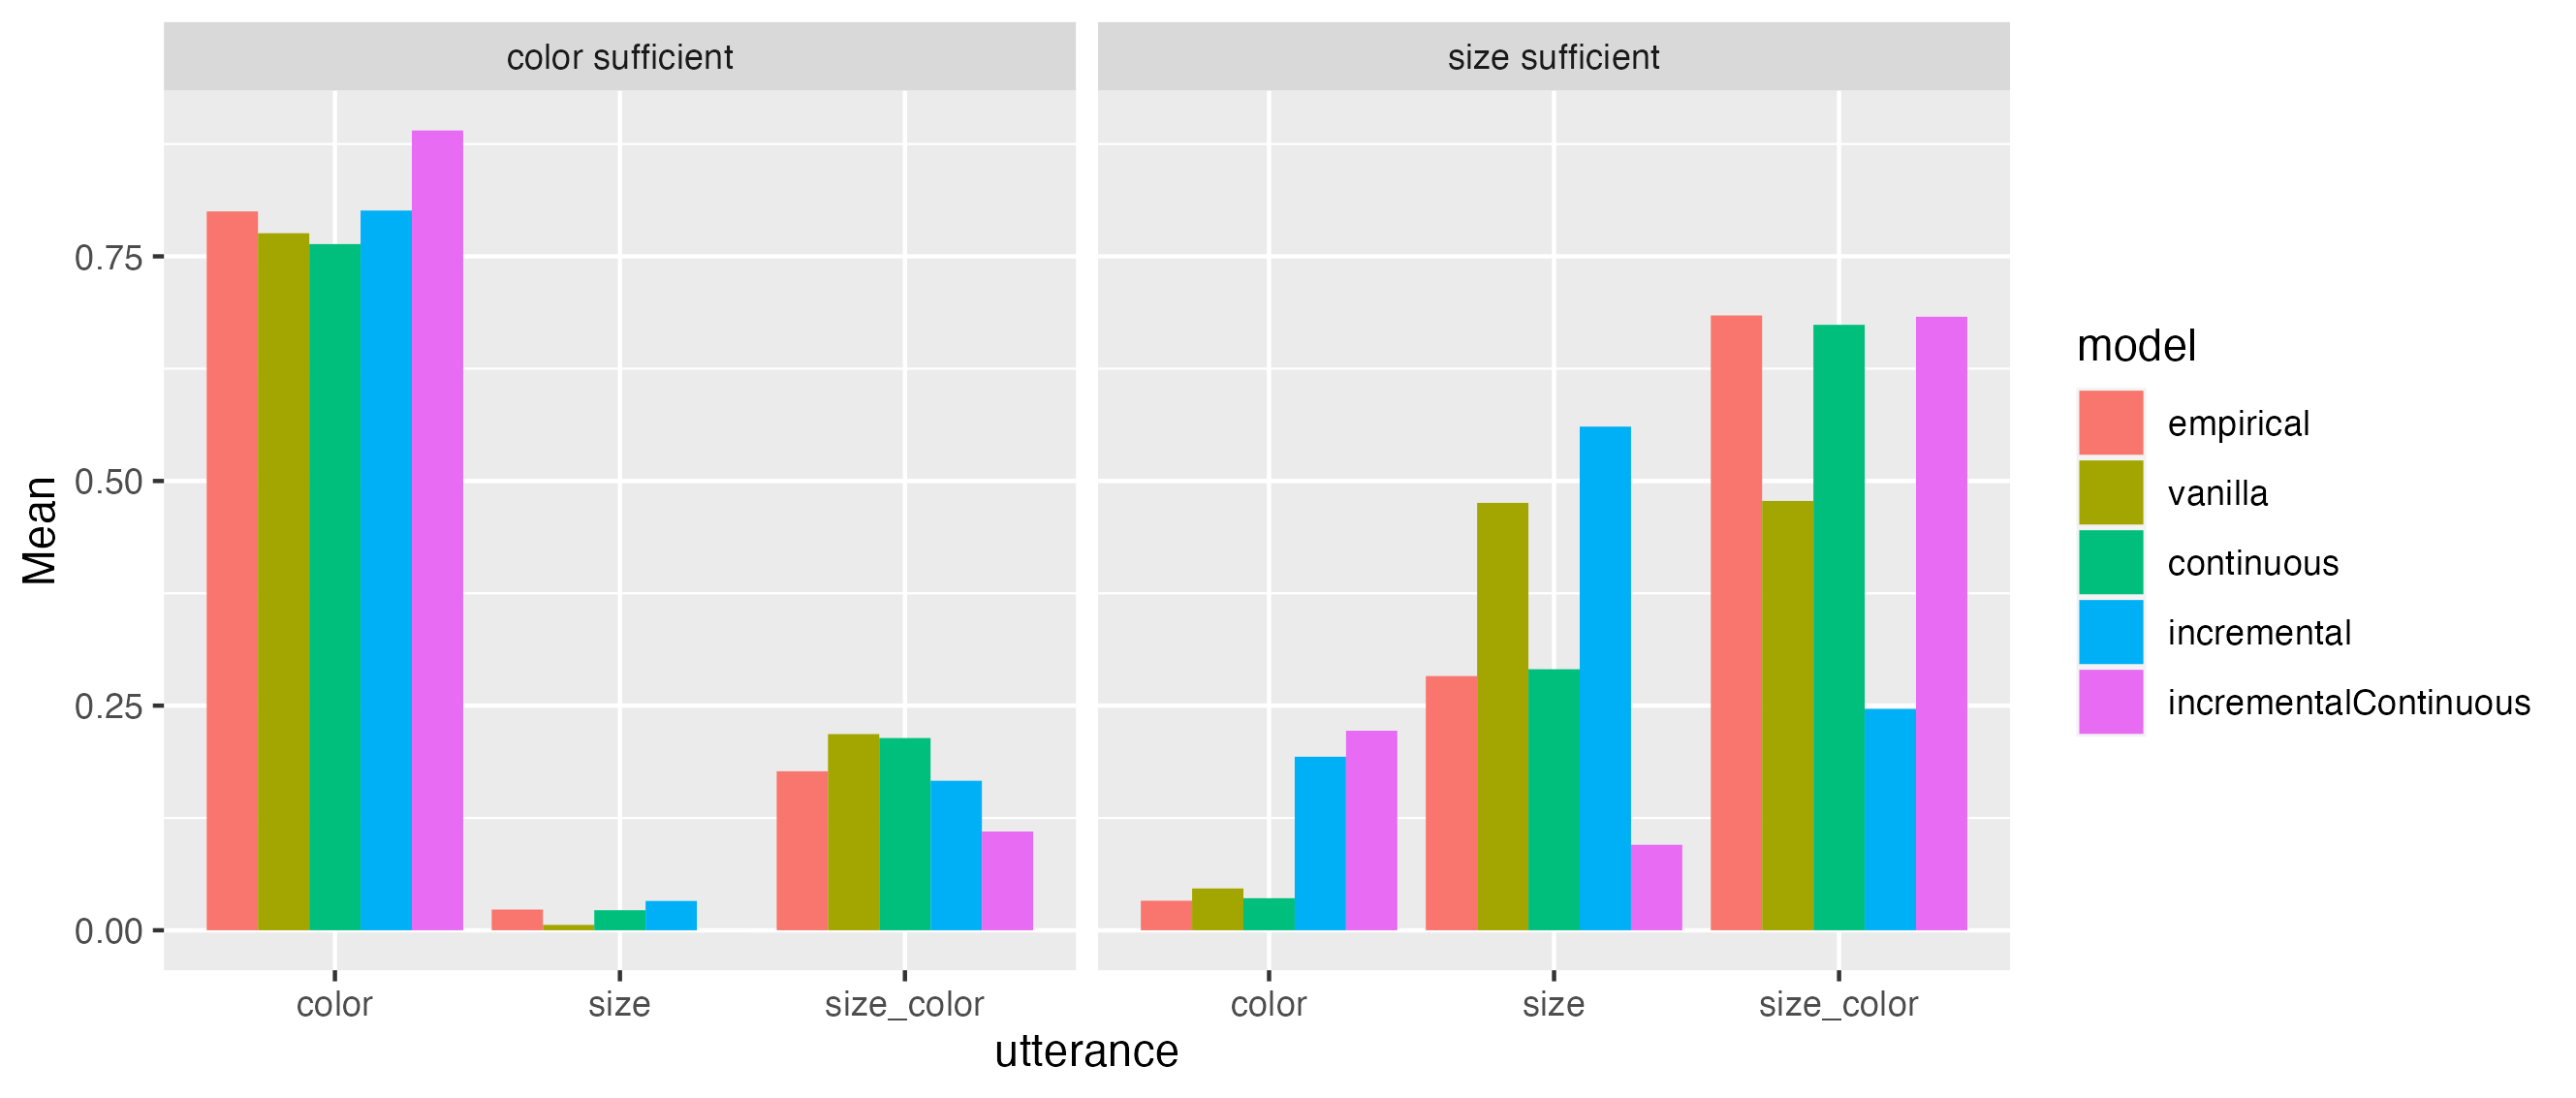 color sufficient
size sufficient
Mean
0.75
0.50
0.25
0.00
color
size
size_color
color
size
size_color
utterance
model
empirical
vanilla
continuous
incremental
incrementalContinuous